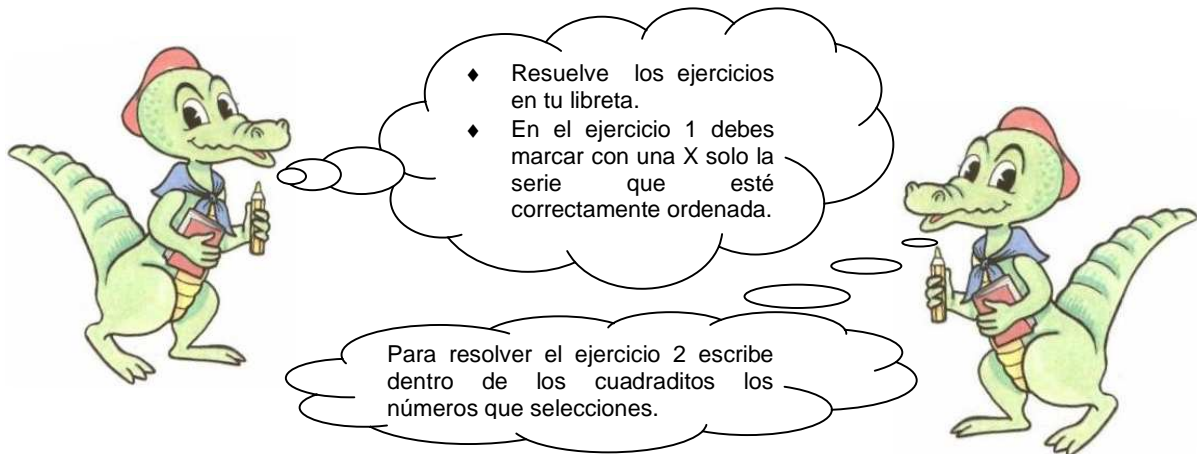 ♦ Resuelve los ejercicios
en tu libreta.
♦ En el ejercicio 1 debes
marcar con una X solo la
serie que esté
correctamente ordenada.
Para resolver el ejercicio 2 escribe
dentro de los cuadraditos los
números que selecciones.